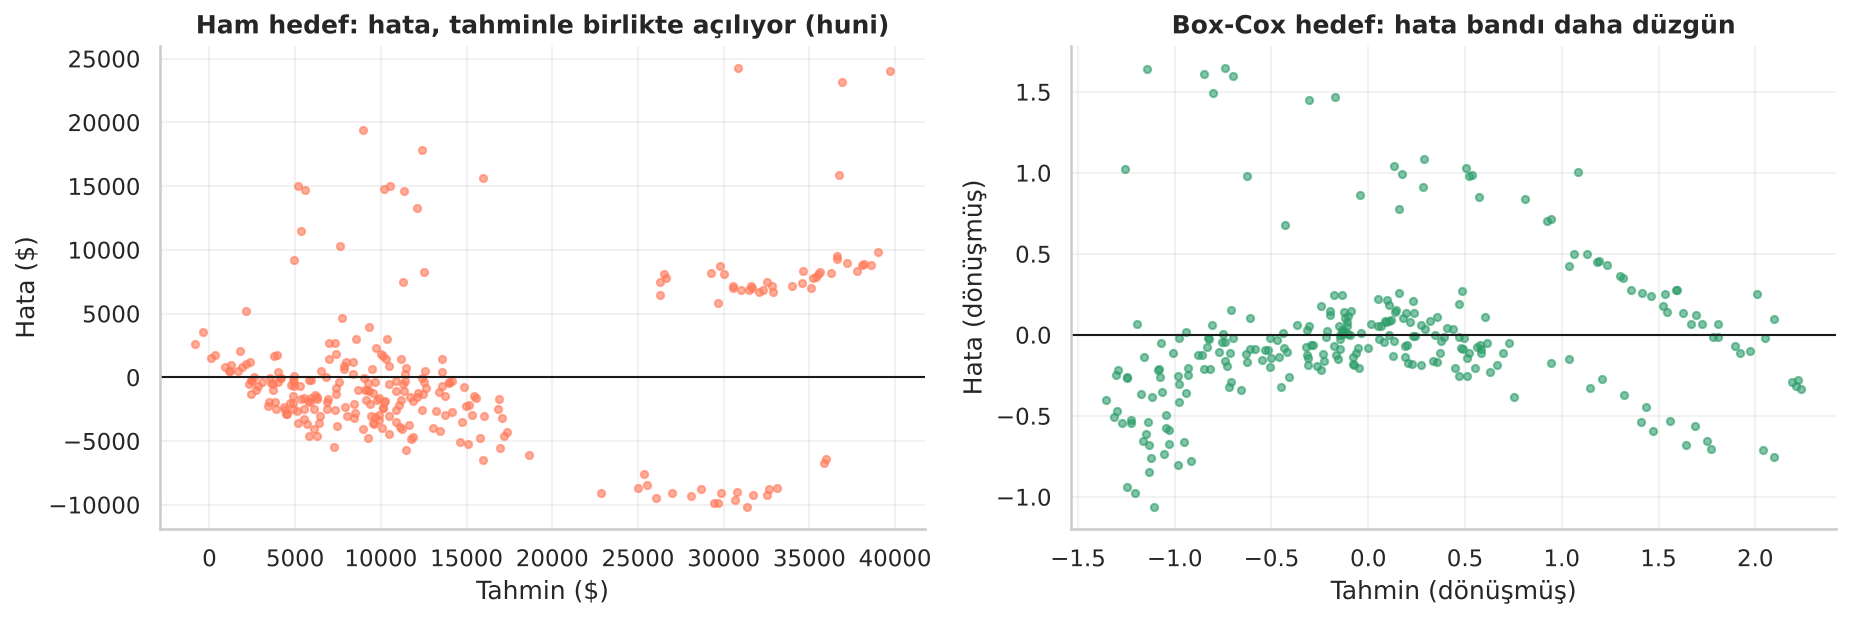 Ham hedef: hata, tahminle birlikte açılıyor (huni)
25000
20000
15000
10000
5000
0
−5000
−10000
Hata ($)
0 5000 10000 15000 20000 25000 30000 35000 40000
Tahmin ($)
Box-Cox hedef: hata bandı daha düzgün
1.5
1.0
0.5
0.0
−0.5
−1.0
Hata (dönüşmüş)
−1.5 −1.0 −0.5 0.0 0.5 1.0 1.5 2.0
Tahmin (dönüşmüş)